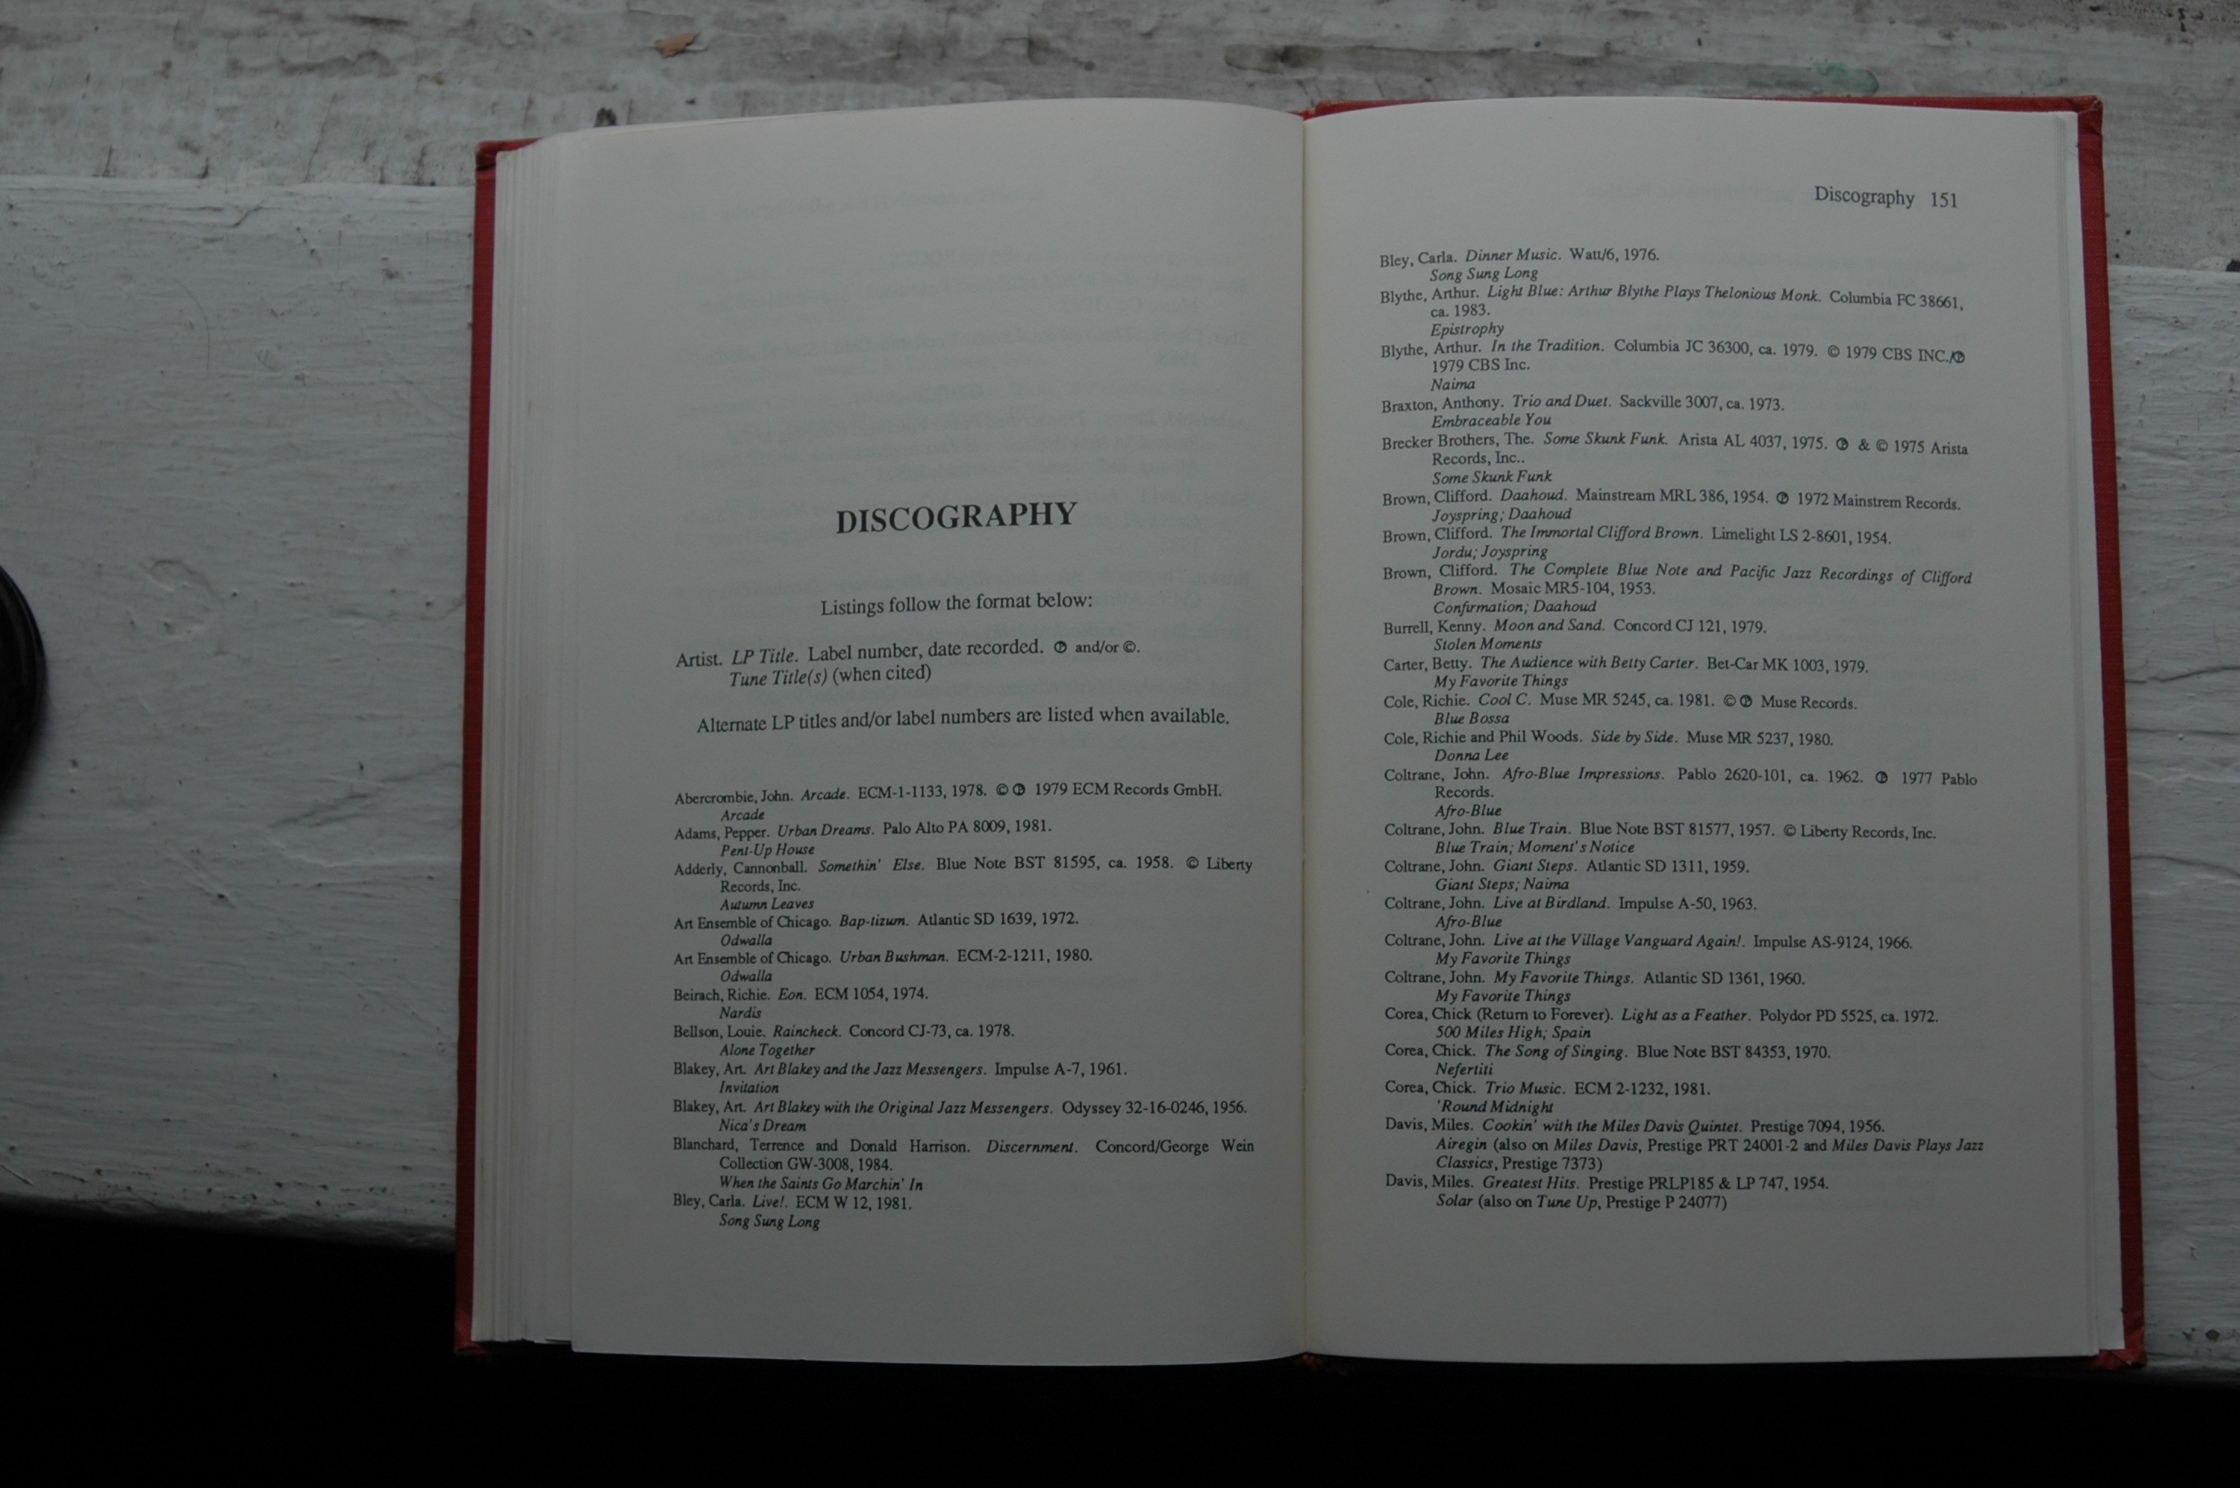 DISCOGRAPHY
Listings follow the format below:
Artist. LP Title. Label number, date recorded. ℗ and/or ©.
Tune Title(s) (when cited)
Alternate LP titles and/or label numbers are listed when available.
Abercrombie, John. Arcade. ECM-1-1133, 1978. ©℗ 1979 ECM Records GmbH.
Arcade
Adams, Pepper. Urban Dreams. Palo Alto PA 8009, 1981.
Pent-Up House
Adderly, Cannonball. Somethin' Else. Blue Note BST 81595, ca. 1958. © Liberty
Records, Inc.
Autumn Leaves
Art Ensemble of Chicago. Bap-tizum. Atlantic SD 1639, 1972.
Odwalla
Art Ensemble of Chicago. Urban Bushman. ECM-2-1211, 1980.
Odwalla
Beirach, Richie. Eon. ECM 1054, 1974.
Nardis
Bellson, Louie. Raincheck. Concord CJ-73, ca. 1978.
Alone Together
Blakey, Art. Art Blakey and the Jazz Messengers. Impulse A-7, 1961.
Invitation
Blakey, Art. Art Blakey with the Original Jazz Messengers. Odyssey 32-16-0246, 1956.
Nica's Dream
Blanchard, Terrence and Donald Harrison. Discernment. Concord/George Wein
Collection GW-3008, 1984.
When the Saints Go Marchin' In
Bley, Carla. Live!. ECM W 12, 1981.
Song Sung Long
Discography 151
Bley, Carla. Dinner Music. Watt/6, 1976.
Song Sung Long
Blythe, Arthur. Light Blue: Arthur Blythe Plays Thelonious Monk. Columbia FC 38661,
ca. 1983.
Epistrophy
Blythe, Arthur. In the Tradition. Columbia JC 36300, ca. 1979. © 1979 CBS INC./℗
1979 CBS Inc.
Naima
Braxton, Anthony. Trio and Duet. Sackville 3007, ca. 1973.
Embraceable You
Brecker Brothers, The. Some Skunk Funk. Arista AL 4037, 1975. ℗ & © 1975 Arista
Records, Inc..
Some Skunk Funk
Brown, Clifford. Daahoud. Mainstream MRL 386, 1954. ℗ 1972 Mainstrem Records.
Joyspring; Daahoud
Brown, Clifford. The Immortal Clifford Brown. Limelight LS 2-8601, 1954.
Jordu; Joyspring
Brown, Clifford. The Complete Blue Note and Pacific Jazz Recordings of Clifford
Brown. Mosaic MR5-104, 1953.
Confirmation; Daahoud
Burrell, Kenny. Moon and Sand. Concord CJ 121, 1979.
Stolen Moments
Carter, Betty. The Audience with Betty Carter. Bet-Car MK 1003, 1979.
My Favorite Things
Cole, Richie. Cool C. Muse MR 5245, ca. 1981. ©℗ Muse Records.
Blue Bossa
Cole, Richie and Phil Woods. Side by Side. Muse MR 5237, 1980.
Donna Lee
Coltrane, John. Afro-Blue Impressions. Pablo 2620-101, ca. 1962. ℗ 1977 Pablo
Records.
Afro-Blue
Coltrane, John. Blue Train. Blue Note BST 81577, 1957. © Liberty Records, Inc.
Blue Train; Moment's Notice
Coltrane, John. Giant Steps. Atlantic SD 1311, 1959.
Giant Steps; Naima
Coltrane, John. Live at Birdland. Impulse A-50, 1963.
Afro-Blue
Coltrane, John. Live at the Village Vanguard Again!. Impulse AS-9124, 1966.
My Favorite Things
Coltrane, John. My Favorite Things. Atlantic SD 1361, 1960.
My Favorite Things
Corea, Chick (Return to Forever). Light as a Feather. Polydor PD 5525, ca. 1972.
500 Miles High; Spain
Corea, Chick. The Song of Singing. Blue Note BST 84353, 1970.
Nefertiti
Corea, Chick. Trio Music. ECM 2-1232, 1981.
'Round Midnight
Davis, Miles. Cookin' with the Miles Davis Quintet. Prestige 7094, 1956.
Airegin (also on Miles Davis, Prestige PRT 24001-2 and Miles Davis Plays Jazz
Classics, Prestige 7373)
Davis, Miles. Greatest Hits. Prestige PRLP185 & LP 747, 1954.
Solar (also on Tune Up, Prestige P 24077)